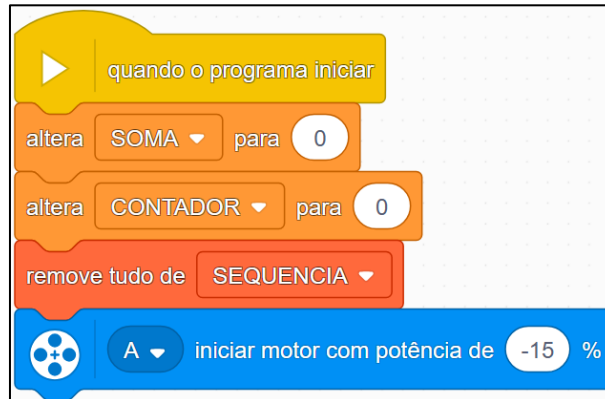 quando o programa iniciar
altera SOMA para 0
altera CONTADOR para 0
remove tudo de SEQUENCIA
A iniciar motor com potência de -15 %